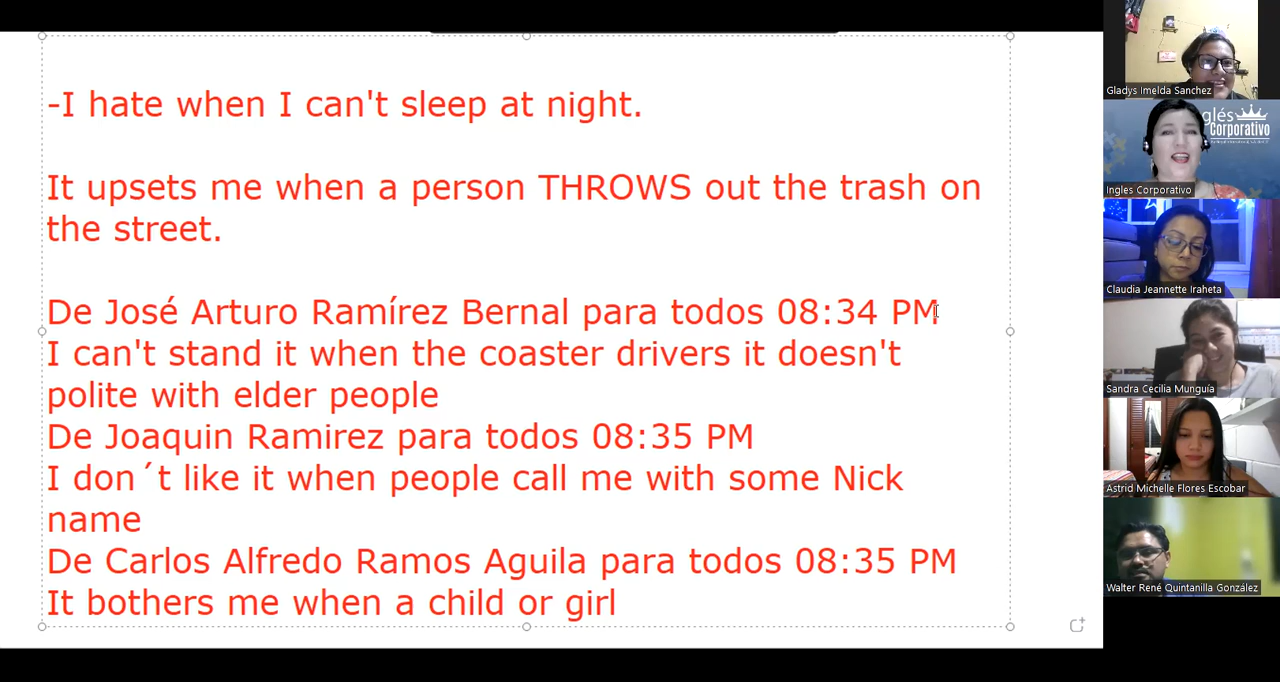 -I hate when I can't sleep at night.
It upsets me when a person THROWS out the trash on
the street.
De José Arturo Ramírez Bernal para todos 08:34 PM
I can't stand it when the coaster drivers it doesn't
polite with elder people
De Joaquin Ramirez para todos 08:35 PM
I don´t like it when people call me with some Nick
name
De Carlos Alfredo Ramos Aguila para todos 08:35 PM
It bothers me when a child or girl
Gladys Imelda Sanchez
glés
Corporativo
Ingles Corporativo
Claudia Jeannette Iraheta
Sandra Cecilia Munguía
Astrid Michelle Flores Escobar
Walter René Quintanilla González